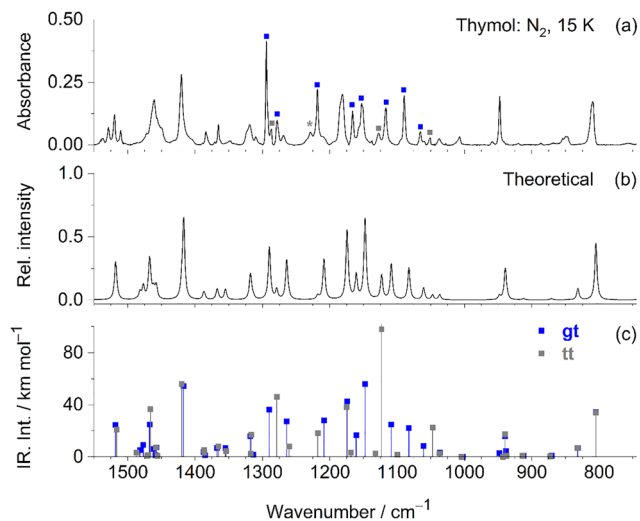 Thymol: N₂, 15 K (a)
Absorbance
0.50
0.25
0.00
*
Theoretical (b)
Rel. intensity
1.0
0.5
0.0
(c)
gt
tt
IR. Int. / km mol⁻¹
80
40
0
1500 1400 1300 1200 1100 1000 900 800
Wavenumber / cm⁻¹